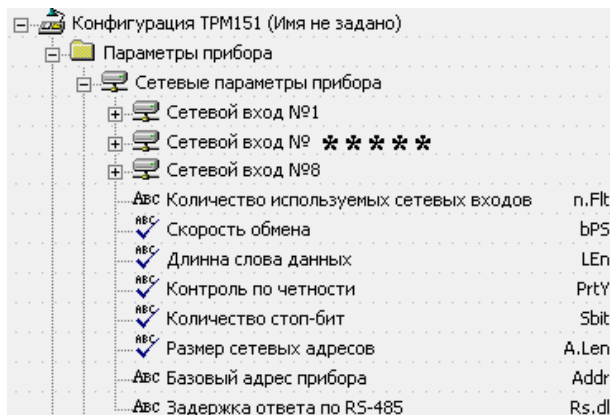 Конфигурация ТРМ151 (Имя не задано)
Параметры прибора
Сетевые параметры прибора
Сетевой вход №1
Сетевой вход № *****
Сетевой вход №8
Количество используемых сетевых входов n.Flt
Скорость обмена bPS
Длинна слова данных LEn
Контроль по четности PrtY
Количество стоп-бит Sbit
Размер сетевых адресов A.Len
Базовый адрес прибора Addr
Задержка ответа по RS-485 Rs.dl